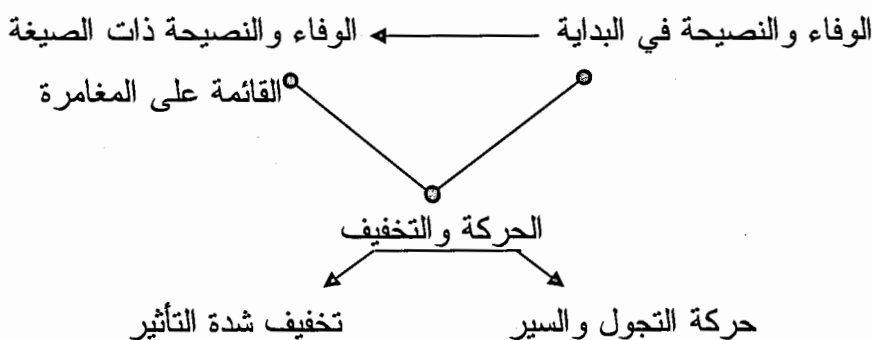 الوفاء والنصيحة في البداية الوفاء والنصيحة ذات الصيغة
القائمة على المغامرة
الحركة والتخفيف
حركة التجول والسير تخفيف شدة التأثير